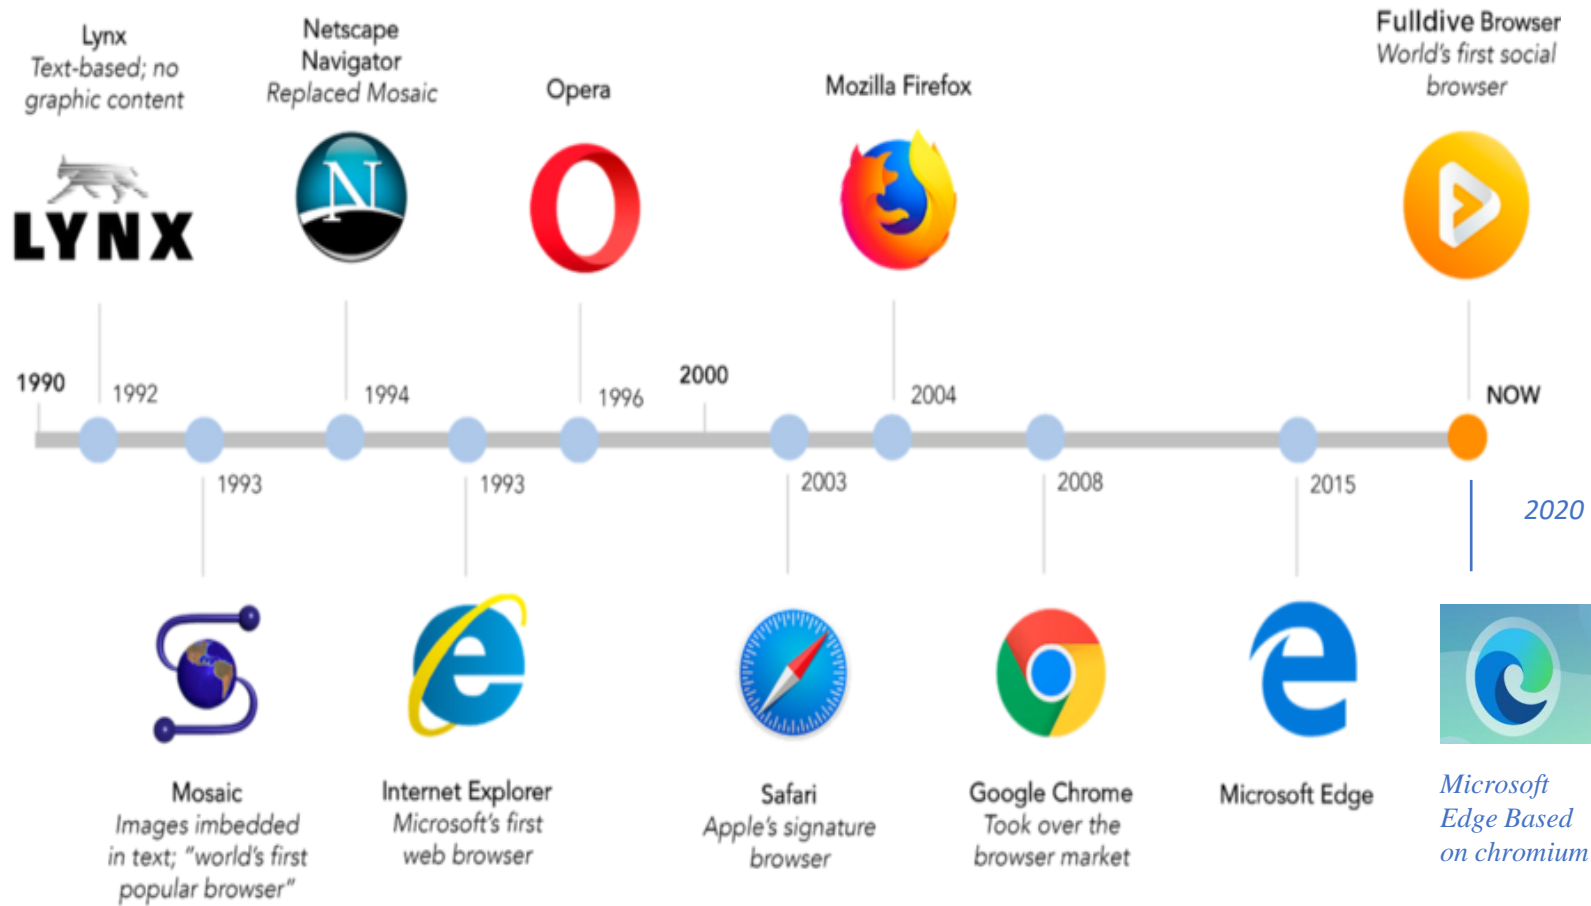 Lynx
Text-based; no
graphic content
LYNX
Netscape
Navigator
Replaced Mosaic
N
Opera
Mozilla Firefox
Fulldive Browser
World's first social
browser
1990
1992
1994
1996
2000
2004
NOW
1993
1993
2003
2008
2015
2020
Mosaic
Images imbedded
in text; "world's first
popular browser"
Internet Explorer
Microsoft's first
web browser
Safari
Apple's signature
browser
Google Chrome
Took over the
browser market
Microsoft Edge
Microsoft
Edge Based
on chromium